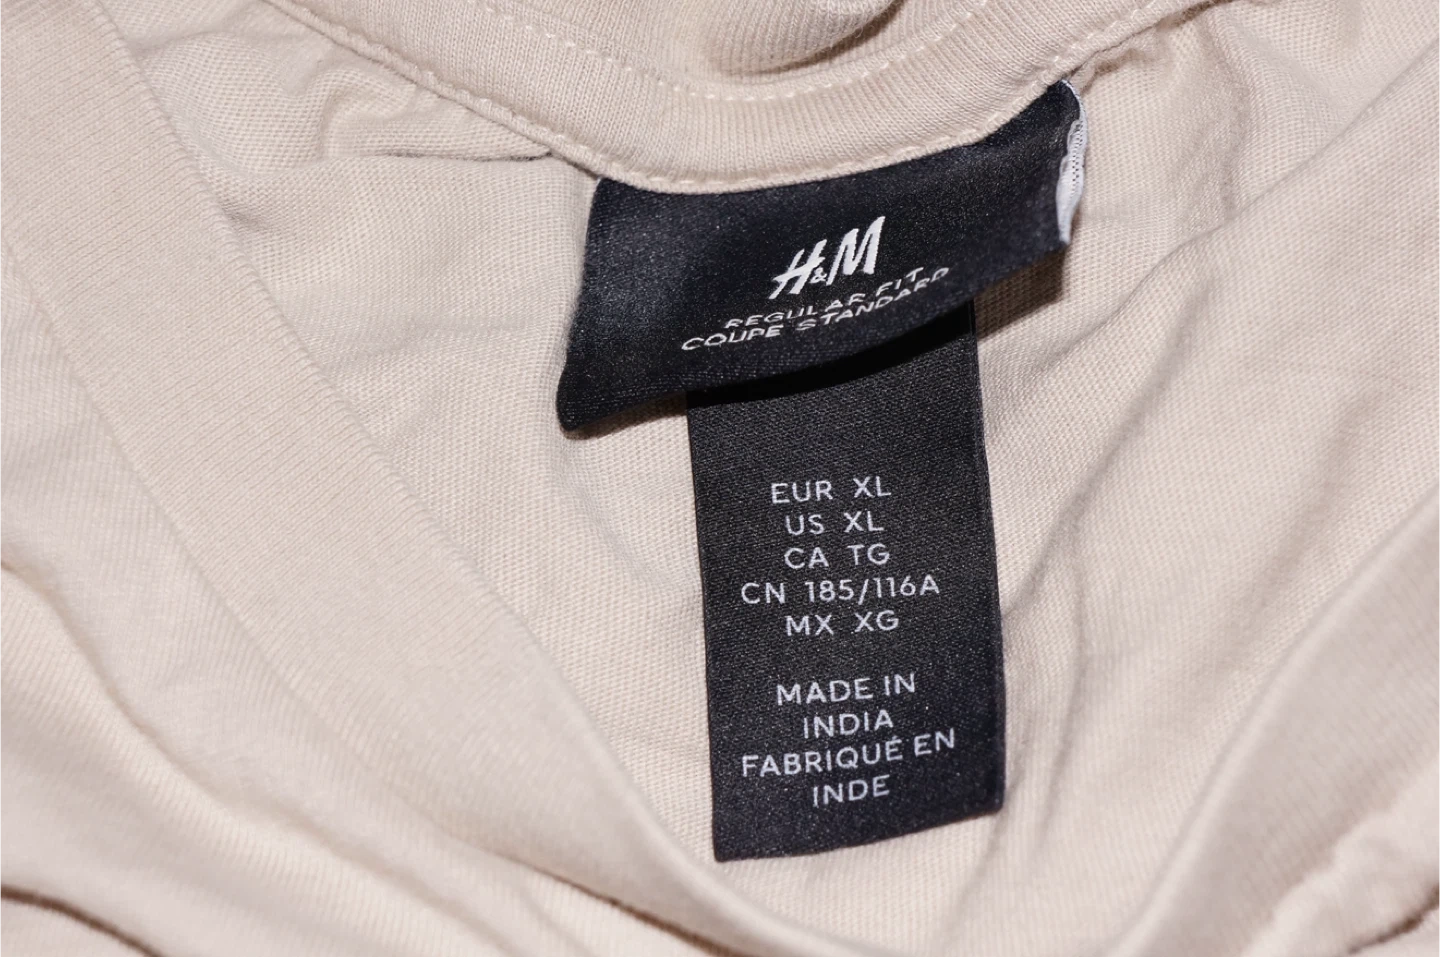 H&M
REGULAR FIT
COUPE STANDARD
EUR XL
US XL
CA TG
CN 185/116A
MX XG
MADE IN
INDIA
FABRIQUÉ EN
INDE